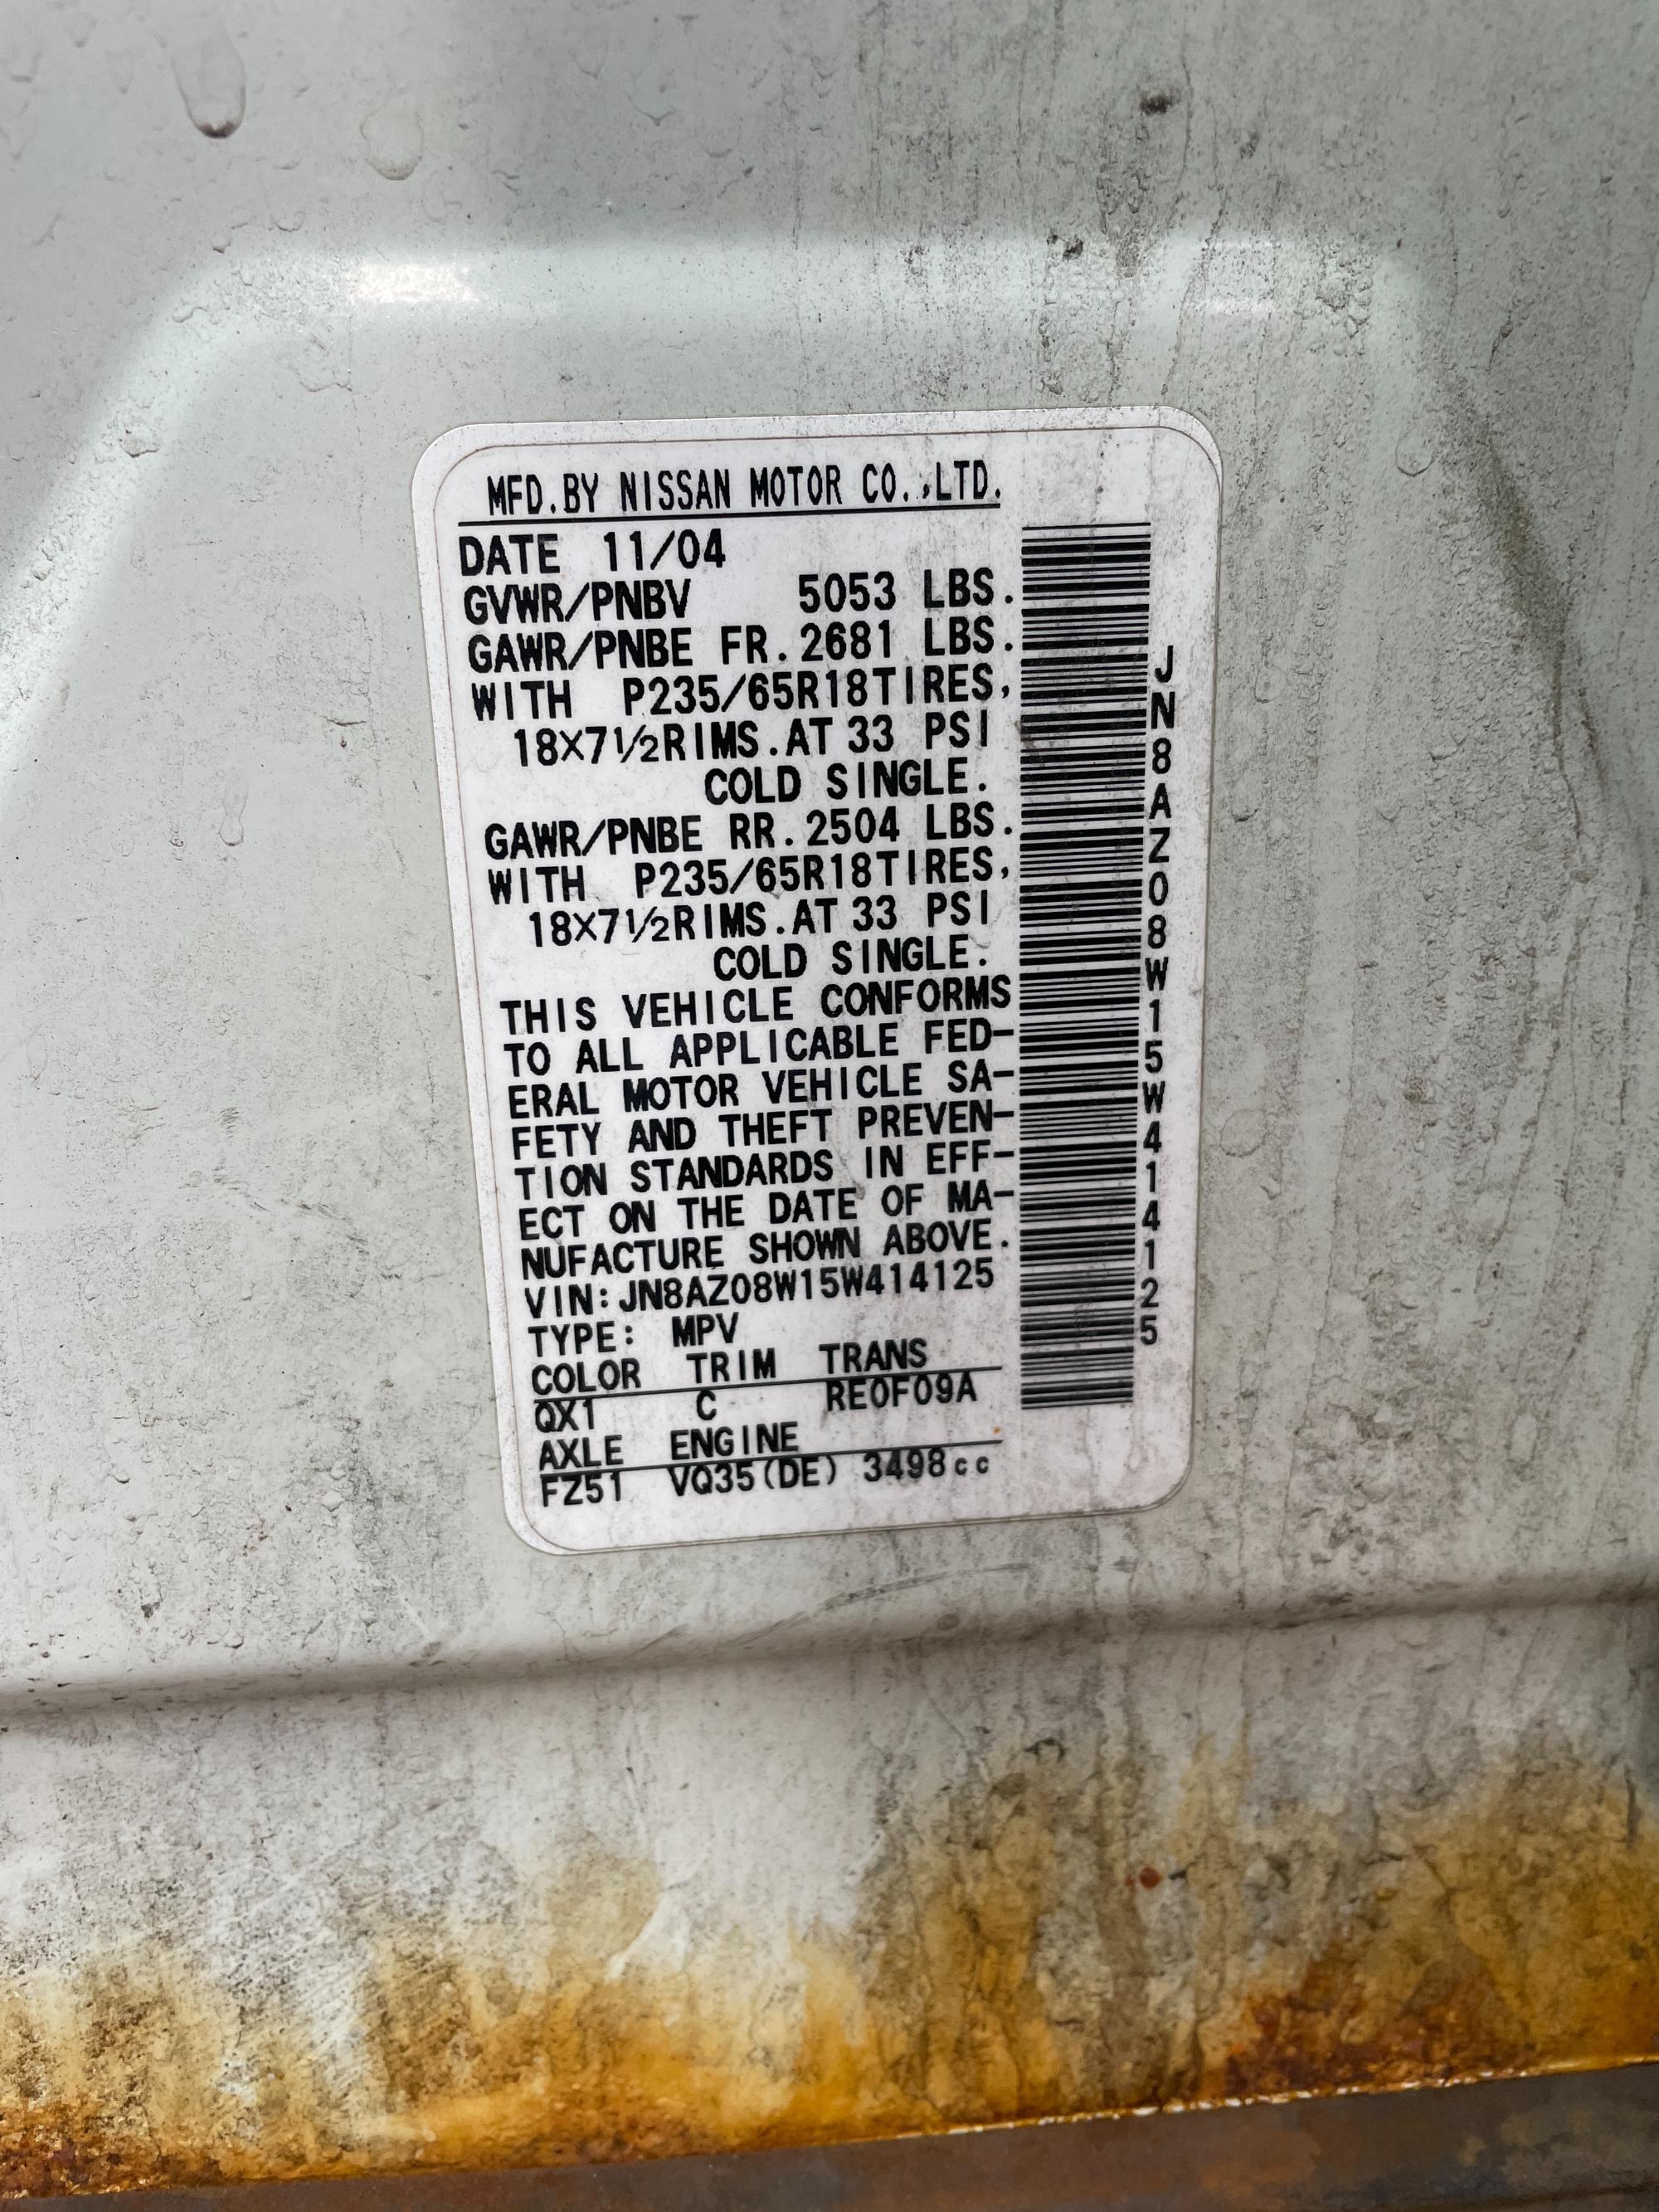 MFD.BY NISSAN MOTOR CO.,LTD.
DATE 11/04
GVWR/PNBV 5053 LBS.
GAWR/PNBE FR.2681 LBS.
WITH P235/65R18TIRES,
18X7½RIMS.AT 33 PSI
COLD SINGLE.
GAWR/PNBE RR.2504 LBS.
WITH P235/65R18TIRES,
18X7½RIMS.AT 33 PSI
COLD SINGLE.
THIS VEHICLE CONFORMS
TO ALL APPLICABLE FED-
ERAL MOTOR VEHICLE SA-
FETY AND THEFT PREVEN-
TION STANDARDS IN EFF-
ECT ON THE DATE OF MA-
NUFACTURE SHOWN ABOVE.
VIN:JN8AZ08W15W414125
TYPE: MPV
COLOR TRIM TRANS
QX1 C RE0F09A
AXLE ENGINE
FZ51 VQ35(DE) 3498cc
JN8AZ08W15W414125